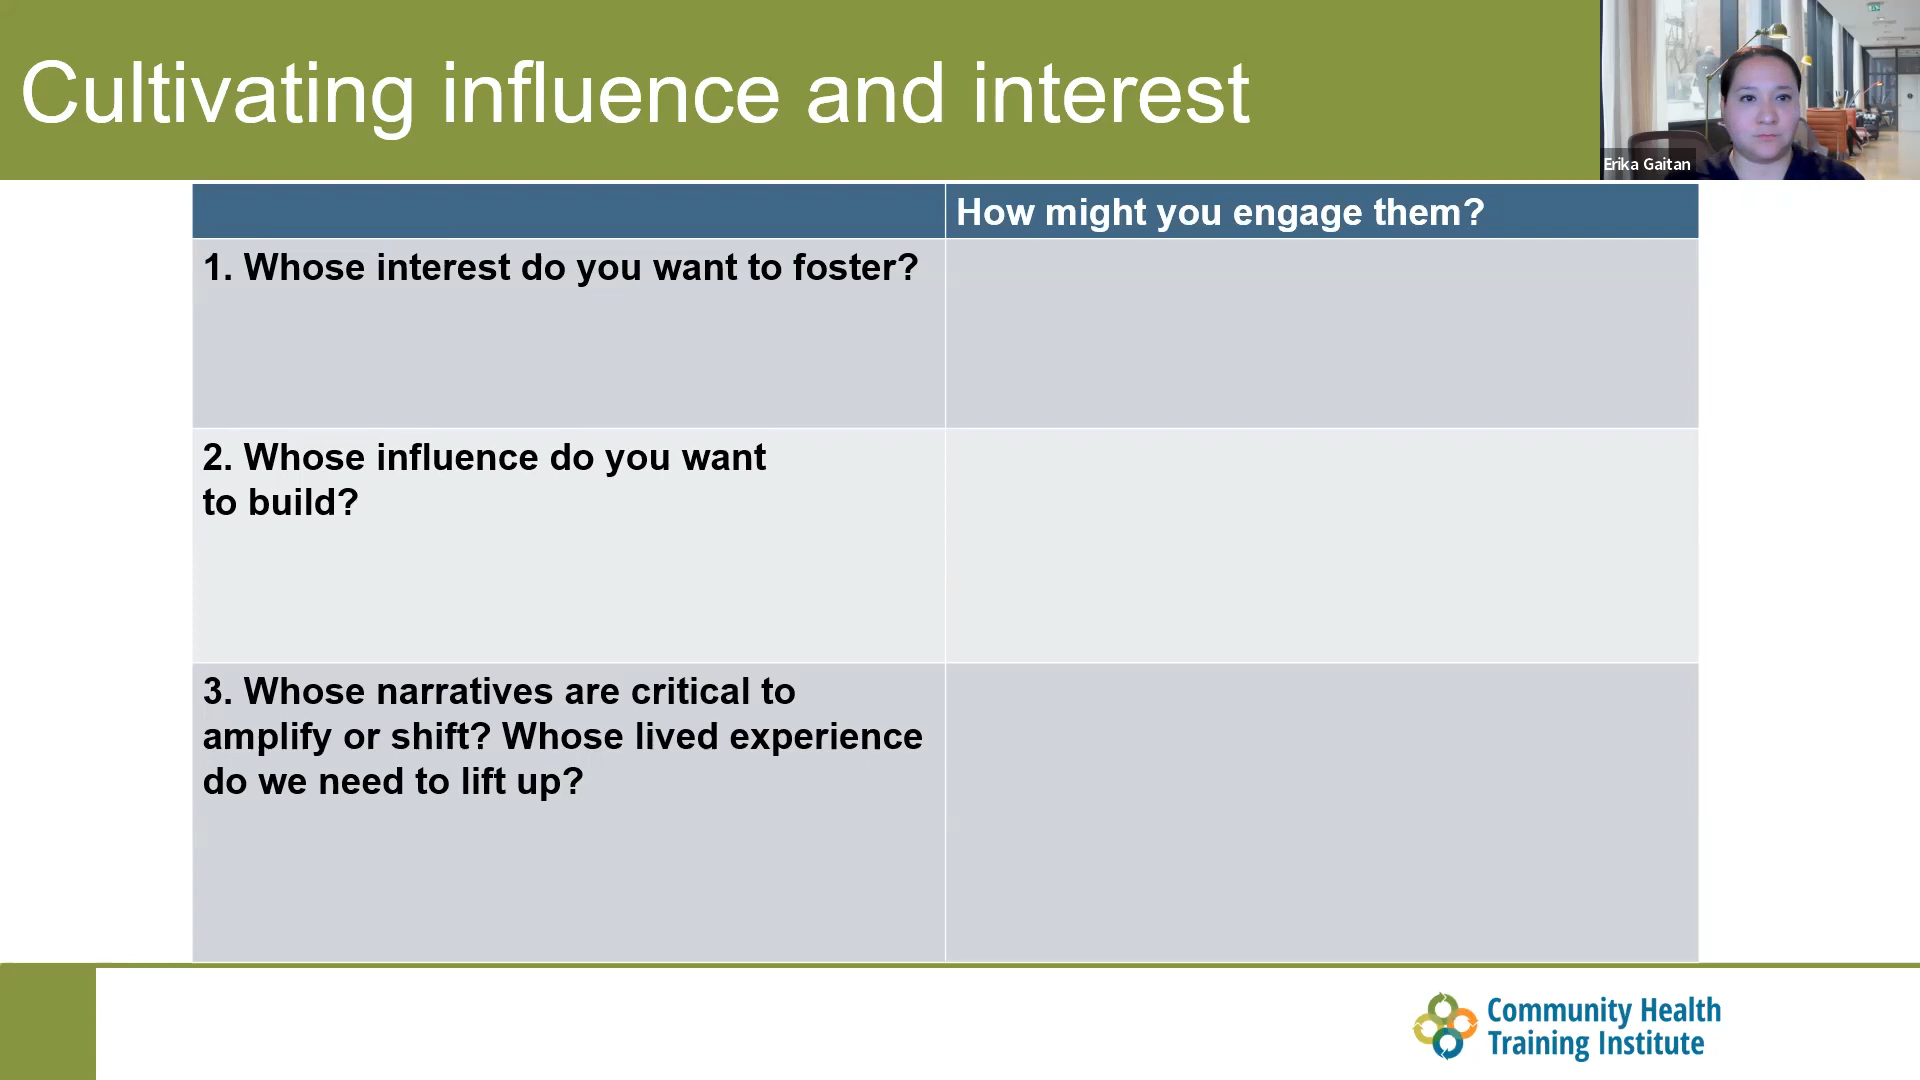 Cultivating influence and interest
Erika Gaitan
How might you engage them?
1. Whose interest do you want to foster?
2. Whose influence do you want
to build?
3. Whose narratives are critical to
amplify or shift? Whose lived experience
do we need to lift up?
Community Health
Training Institute